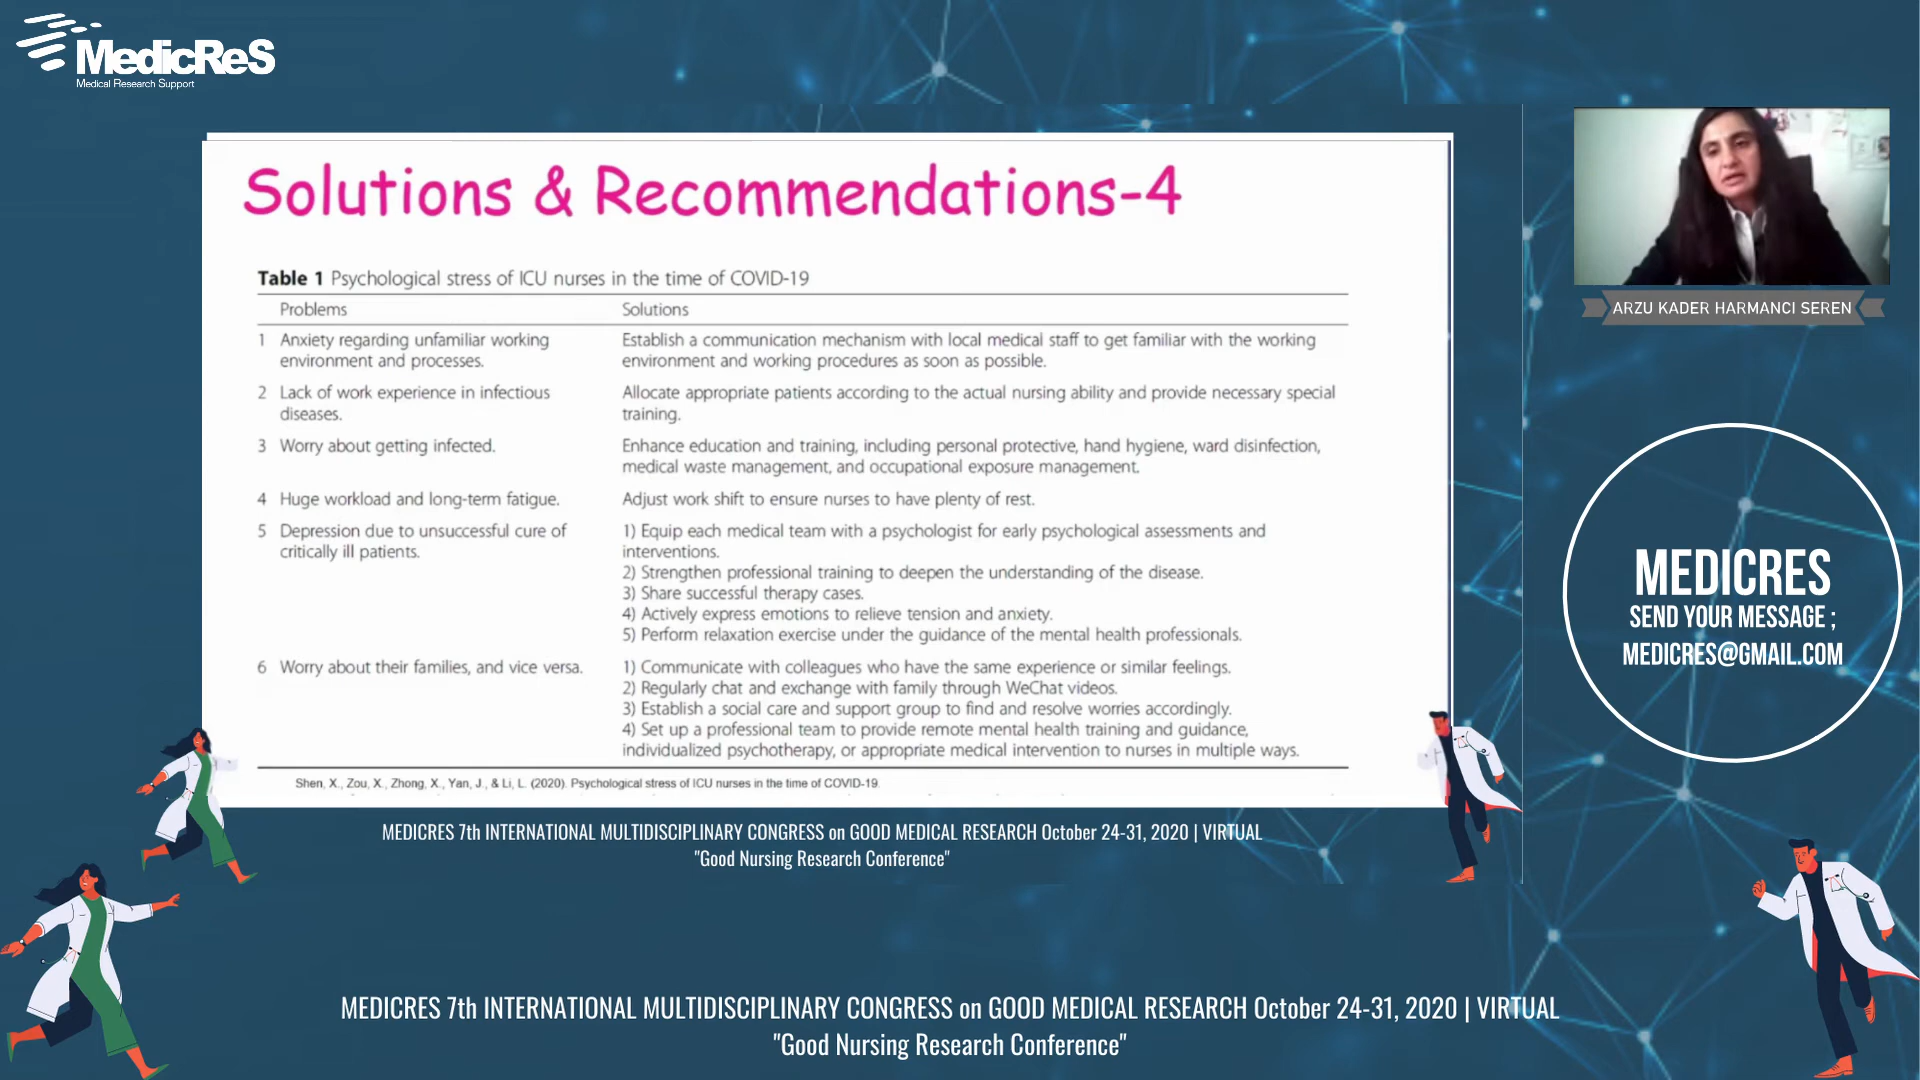 MedicReS
Medical Research Support
Solutions & Recommendations-4
Table 1 Psychological stress of ICU nurses in the time of COVID-19
Problems Solutions
1 Anxiety regarding unfamiliar working environment and processes.
Establish a communication mechanism with local medical staff to get familiar with the working
environment and working procedures as soon as possible.
2 Lack of work experience in infectious
diseases.
Allocate appropriate patients according to the actual nursing ability and provide necessary special
training.
3 Worry about getting infected.
Enhance education and training, including personal protective, hand hygiene, ward disinfection,
medical waste management, and occupational exposure management.
4 Huge workload and long-term fatigue.
Adjust work shift to ensure nurses to have plenty of rest.
5 Depression due to unsuccessful cure of
critically ill patients.
1) Equip each medical team with a psychologist for early psychological assessments and
interventions.
2) Strengthen professional training to deepen the understanding of the disease.
3) Share successful therapy cases.
4) Actively express emotions to relieve tension and anxiety.
5) Perform relaxation exercise under the guidance of the mental health professionals.
6 Worry about their families, and vice versa.
1) Communicate with colleagues who have the same experience or similar feelings.
2) Regularly chat and exchange with family through WeChat videos.
3) Establish a social care and support group to find and resolve worries accordingly.
4) Set up a professional team to provide remote mental health training and guidance,
individualized psychotherapy, or appropriate medical intervention to nurses in multiple ways.
Shen, X., Zou, X., Zhong, X., Yan, J., & Li, L. (2020). Psychological stress of ICU nurses in the time of COVID-19.
MEDICRES 7th INTERNATIONAL MULTIDISCIPLINARY CONGRESS on GOOD MEDICAL RESEARCH October 24-31, 2020 | VIRTUAL
"Good Nursing Research Conference"
ARZU KADER HARMANCI SEREN
MEDICRES
SEND YOUR MESSAGE ;
MEDICRES@GMAIL.COM
MEDICRES 7th INTERNATIONAL MULTIDISCIPLINARY CONGRESS on GOOD MEDICAL RESEARCH October 24-31, 2020 | VIRTUAL
"Good Nursing Research Conference"